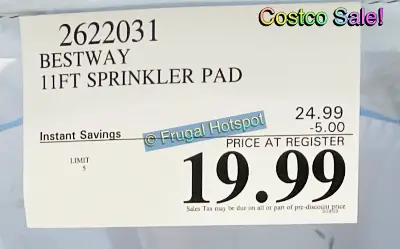 Costco Sale!
2622031
BESTWAY
11FT SPRINKLER PAD
24.99
Instant Savings -5.00
© Frugal Hotspot
PRICE AT REGISTER
LIMIT
5
19.99
Sales Tax may be due on all or part of pre-discount price